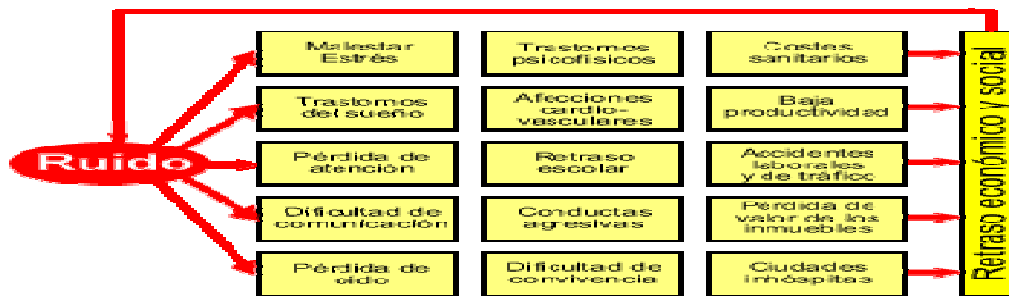 Malestar
Estrés
Trastornos
psicofísicos
Costes
sanitarios
Trastornos
del sueño
Afecciones
cardio-
vasculares
Baja
productividad
Ruido
Pérdida de
atención
Retraso
escolar
Accidentes
laborales
y de tráfico
Dificultad de
comunicación
Conductas
agresivas
Pérdida de
valor de los
inmuebles
Pérdida de
oído
Dificultad de
convivencia
Ciudades
inhóspitas
Retraso económico y social